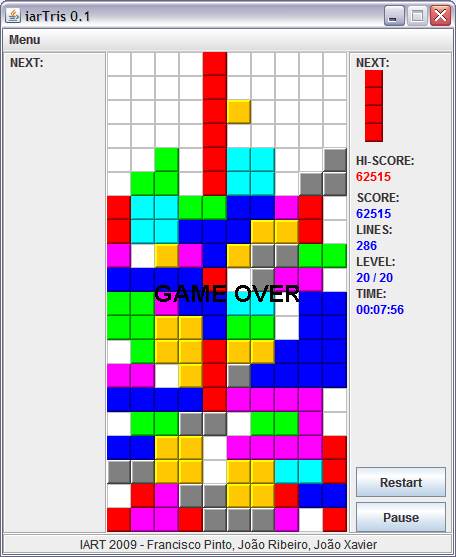 iarTris 0.1
Menu
NEXT:
NEXT:
HI-SCORE:
62515
SCORE:
62515
LINES:
286
LEVEL:
20 / 20
TIME:
00:07:56
GAME OVER
Restart
Pause
IART 2009 - Francisco Pinto, João Ribeiro, João Xavier